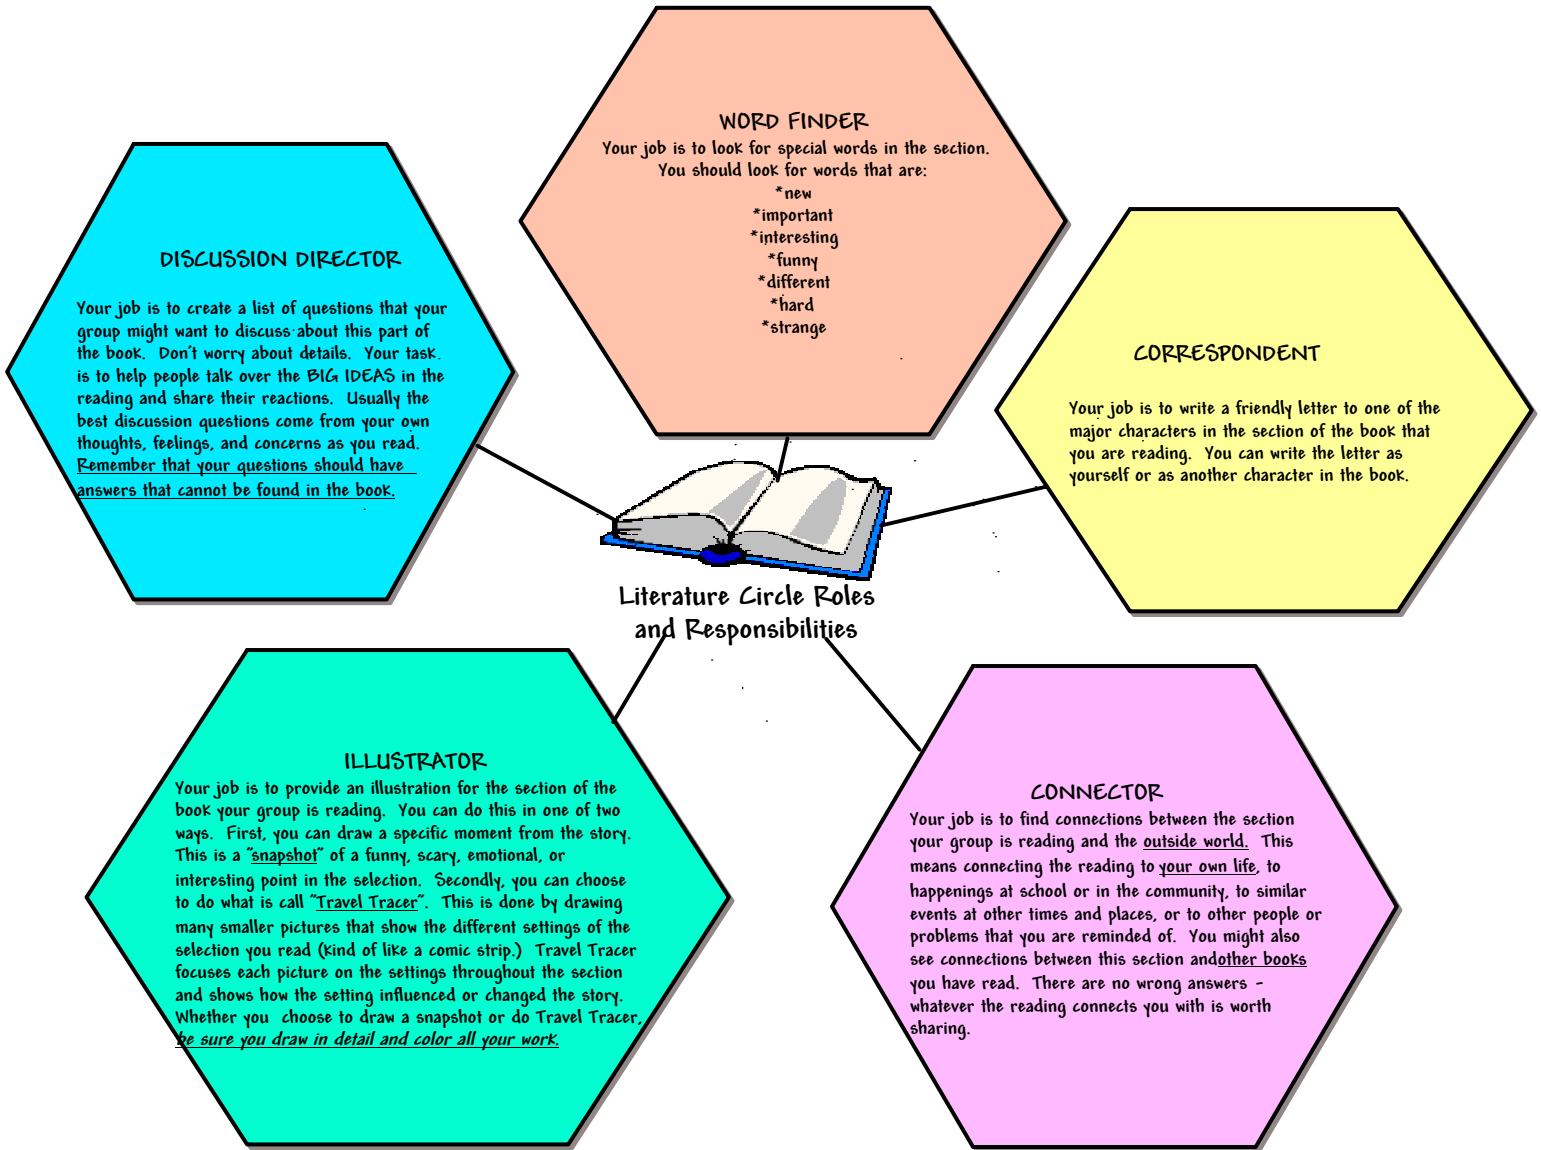 WORD FINDER
Your job is to look for special words in the section.
You should look for words that are:
*new
*important
*interesting
*funny
*different
*hard
*strange
DISCUSSION DIRECTOR
Your job is to create a list of questions that your
group might want to discuss about this part of
the book.  Don't worry about details.  Your task
is to help people talk over the BIG IDEAS in the
reading and share their reactions.  Usually the
best discussion questions come from your own
thoughts, feelings, and concerns as you read.
Remember that your questions should have
answers that cannot be found in the book.
CORRESPONDENT
Your job is to write a friendly letter to one of the
major characters in the section of the book that
you are reading.  You can write the letter as
yourself or as another character in the book.
Literature Circle Roles
and Responsibilities
ILLUSTRATOR
Your job is to provide an illustration for the section of the
book your group is reading.  You can do this in one of two
ways.  First, you can draw a specific moment from the story.
This is a "snapshot" of a funny, scary, emotional, or
interesting point in the selection.  Secondly, you can choose
to do what is call "Travel Tracer".  This is done by drawing
many smaller pictures that show the different settings of the
selection you read (kind of like a comic strip.)  Travel Tracer
focuses each picture on the settings throughout the section
and shows how the setting influenced or changed the story.
Whether you  choose to draw a snapshot or do Travel Tracer,
be sure you draw in detail and color all your work.
CONNECTOR
Your job is to find connections between the section
your group is reading and the outside world.  This
means connecting the reading to your own life, to
happenings at school or in the community, to similar
events at other times and places, or to other people or
problems that you are reminded of.  You might also
see connections between this section andother books
you have read.  There are no wrong answers -
whatever the reading connects you with is worth
sharing.